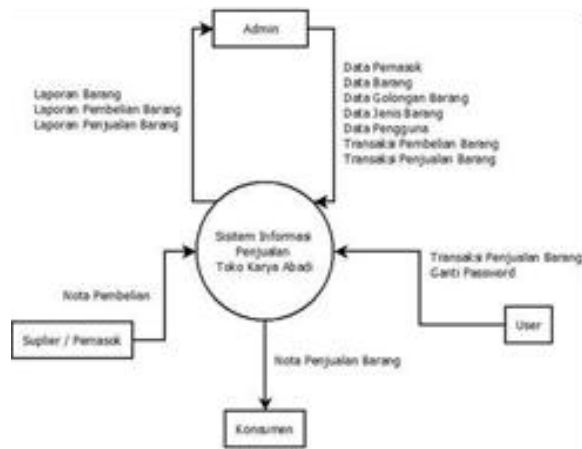 Admin
Laporan Barang
Laporan Pembelian Barang
Laporan Penjualan Barang
Data Pemasok
Data Barang
Data Golongan Barang
Data Jenis Barang
Data Pengguna
Transaksi Pembelian Barang
Transaksi Penjualan Barang
Sistem Informasi
Penjualan
Toko Karya Abadi
Transaksi Penjualan Barang
Ganti Password
Nota Pembelian
Suplier / Pemasok
User
Nota Penjualan Barang
Konsumen